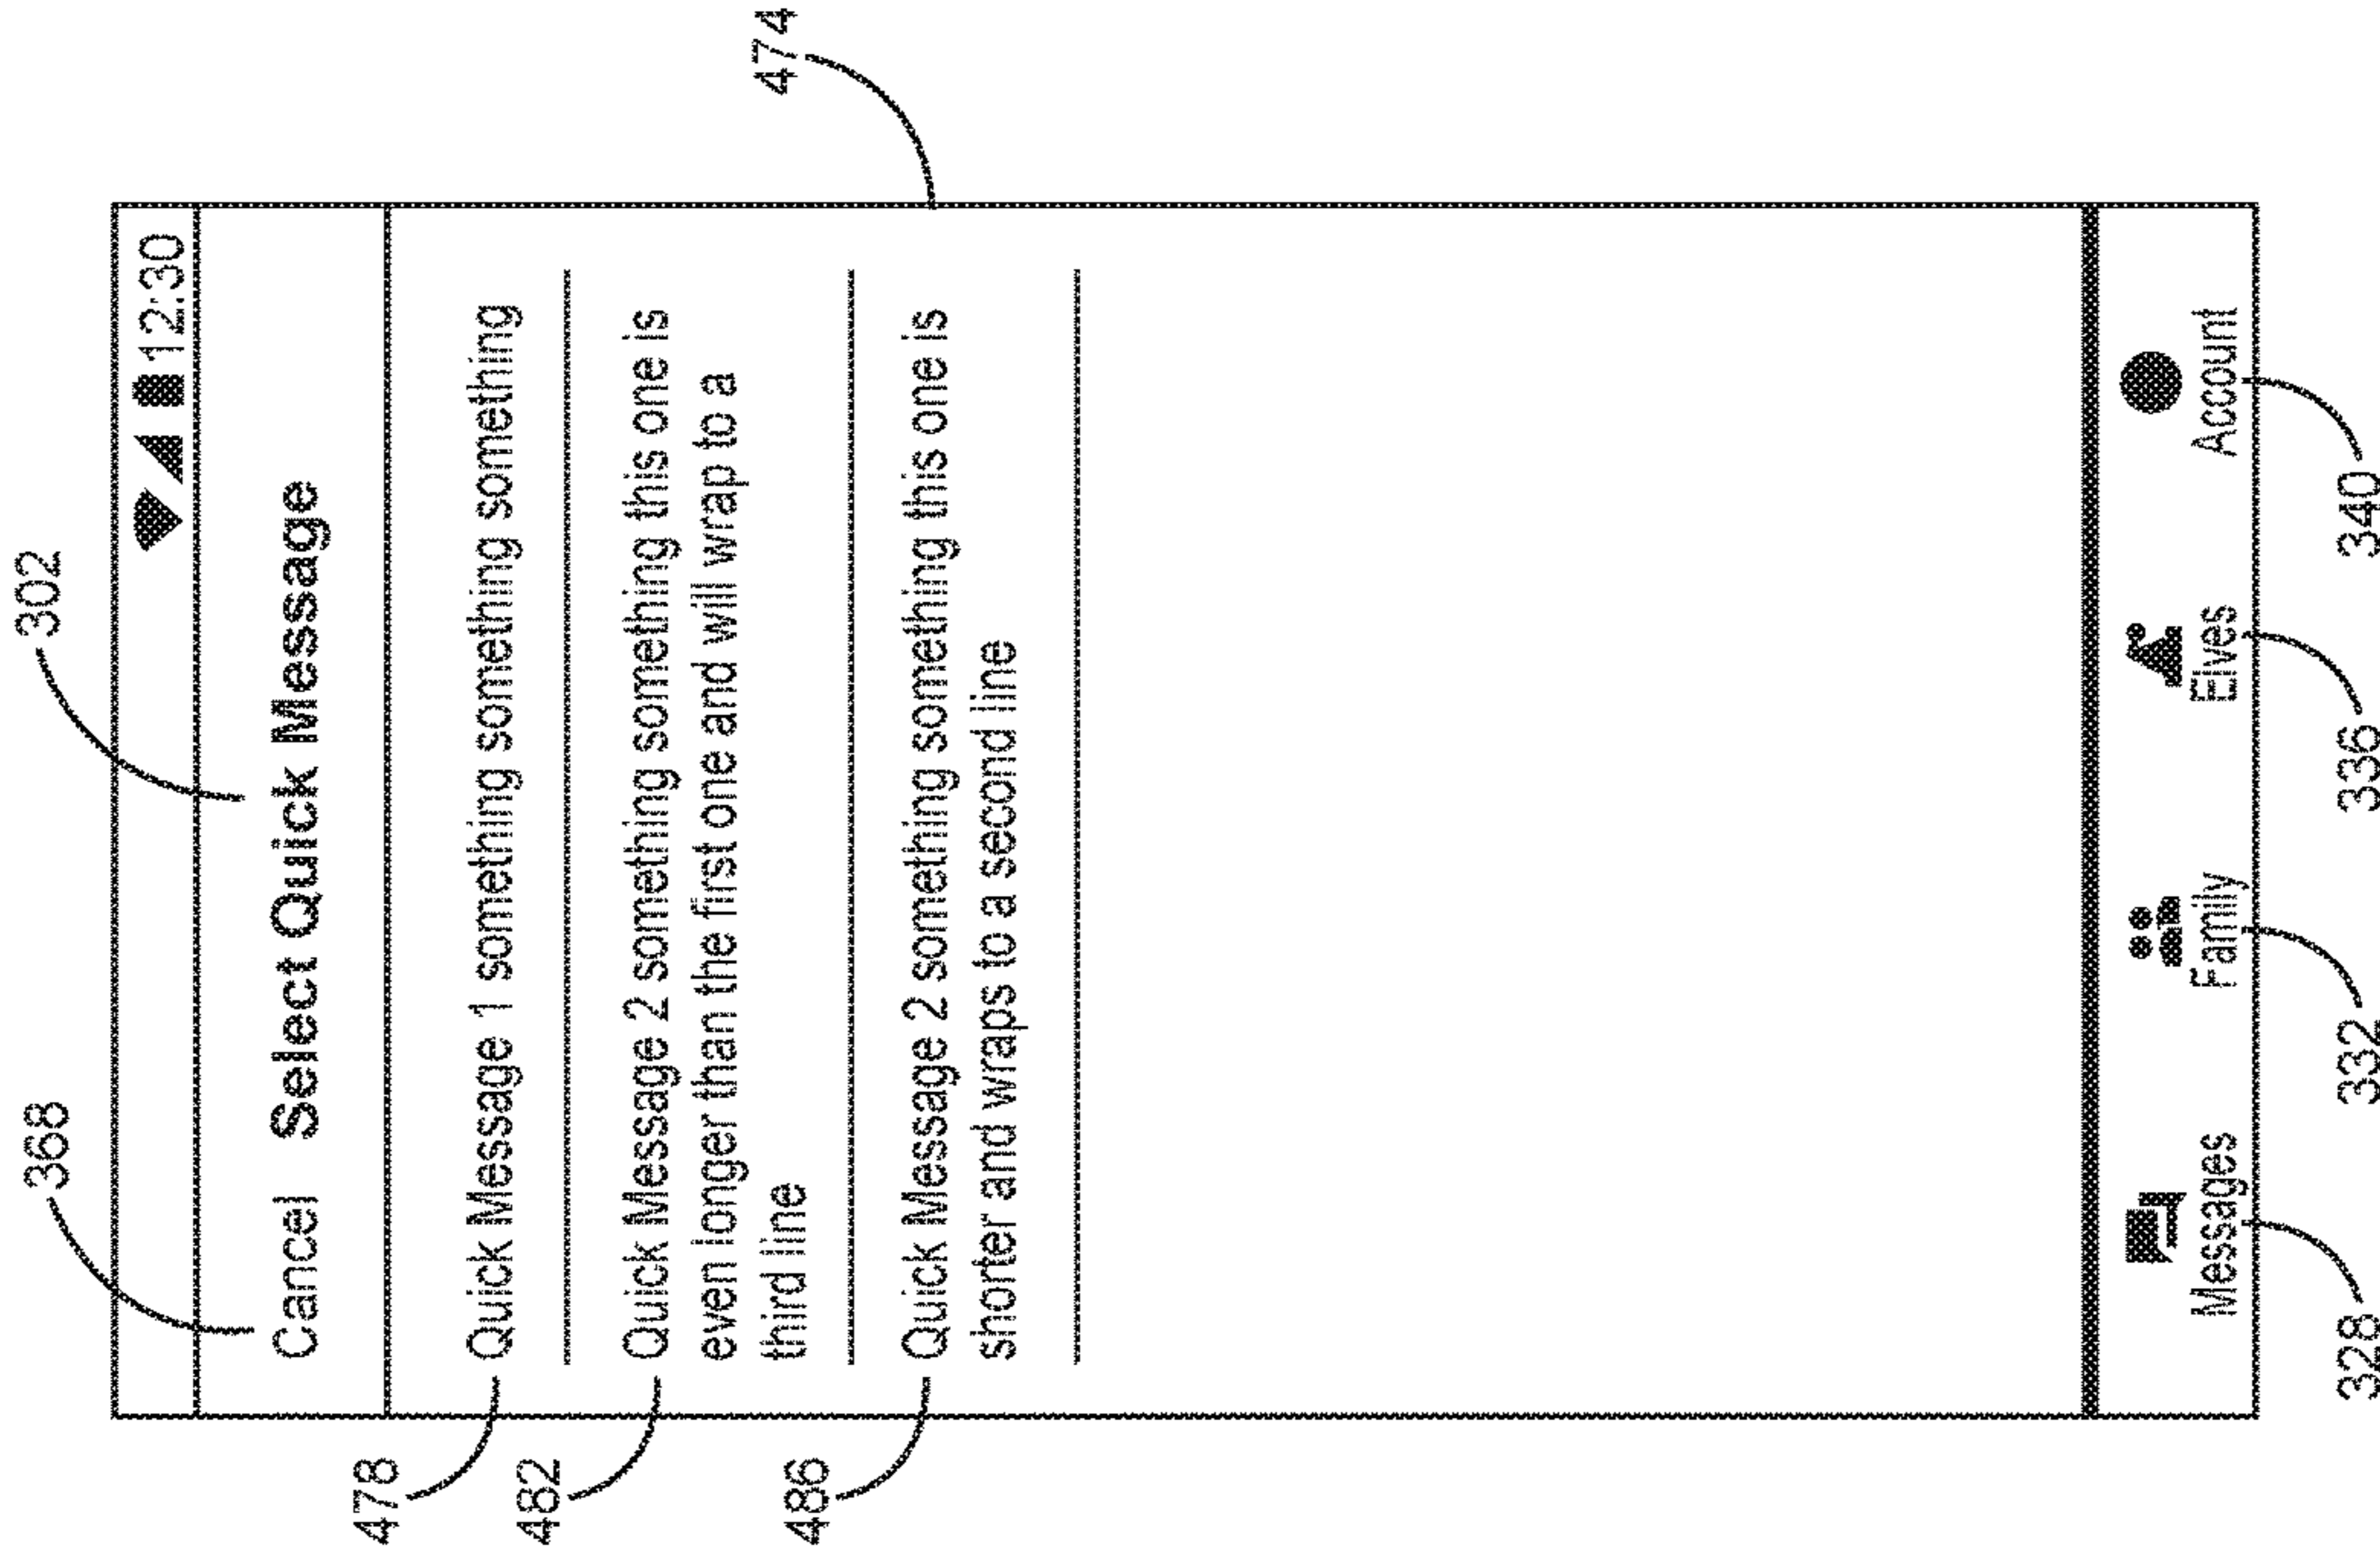 368
302
12:30
Cancel Select Quick Message
478
Quick Message 1 something something something
482
Quick Message 2 something something this one is
even longer than the first one and will wrap to a
third line
486
Quick Message 2 something something this one is
shorter and wraps to a second line
474
Messages Family Elves Account
328 332 336 340